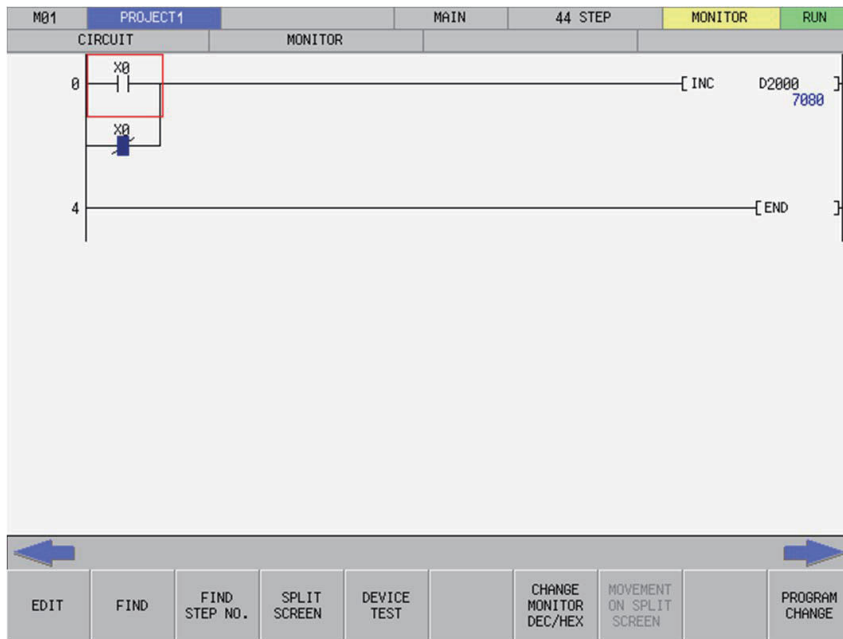 M01 PROJECT1 MAIN 44 STEP MONITOR RUN
CIRCUIT MONITOR
X0
0 [ INC D2000 ]
7080
X0
4 [ END ]
EDIT
FIND
FIND
STEP NO.
SPLIT
SCREEN
DEVICE
TEST
CHANGE
MONITOR
DEC/HEX
MOVEMENT
ON SPLIT
SCREEN
PROGRAM
CHANGE